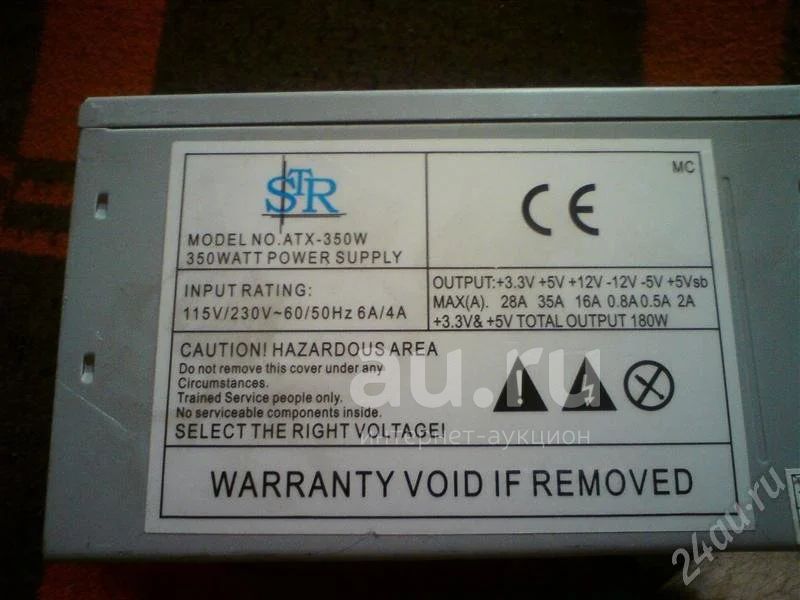 STR
MC
CE
MODEL NO.ATX-350W
350WATT POWER SUPPLY
INPUT RATING:
115V/230V~60/50Hz 6A/4A
OUTPUT:+3.3V +5V +12V -12V -5V +5Vsb
MAX(A). 28A 35A 16A 0.8A 0.5A 2A
+3.3V& +5V TOTAL OUTPUT 180W
CAUTION! HAZARDOUS AREA
Do not remove this cover under any
Circumstances.
Trained Service people only.
No serviceable components inside.
SELECT THE RIGHT VOLTAGE!
WARRANTY VOID IF REMOVED
au.ru
интернет-аукцион
24au.ru